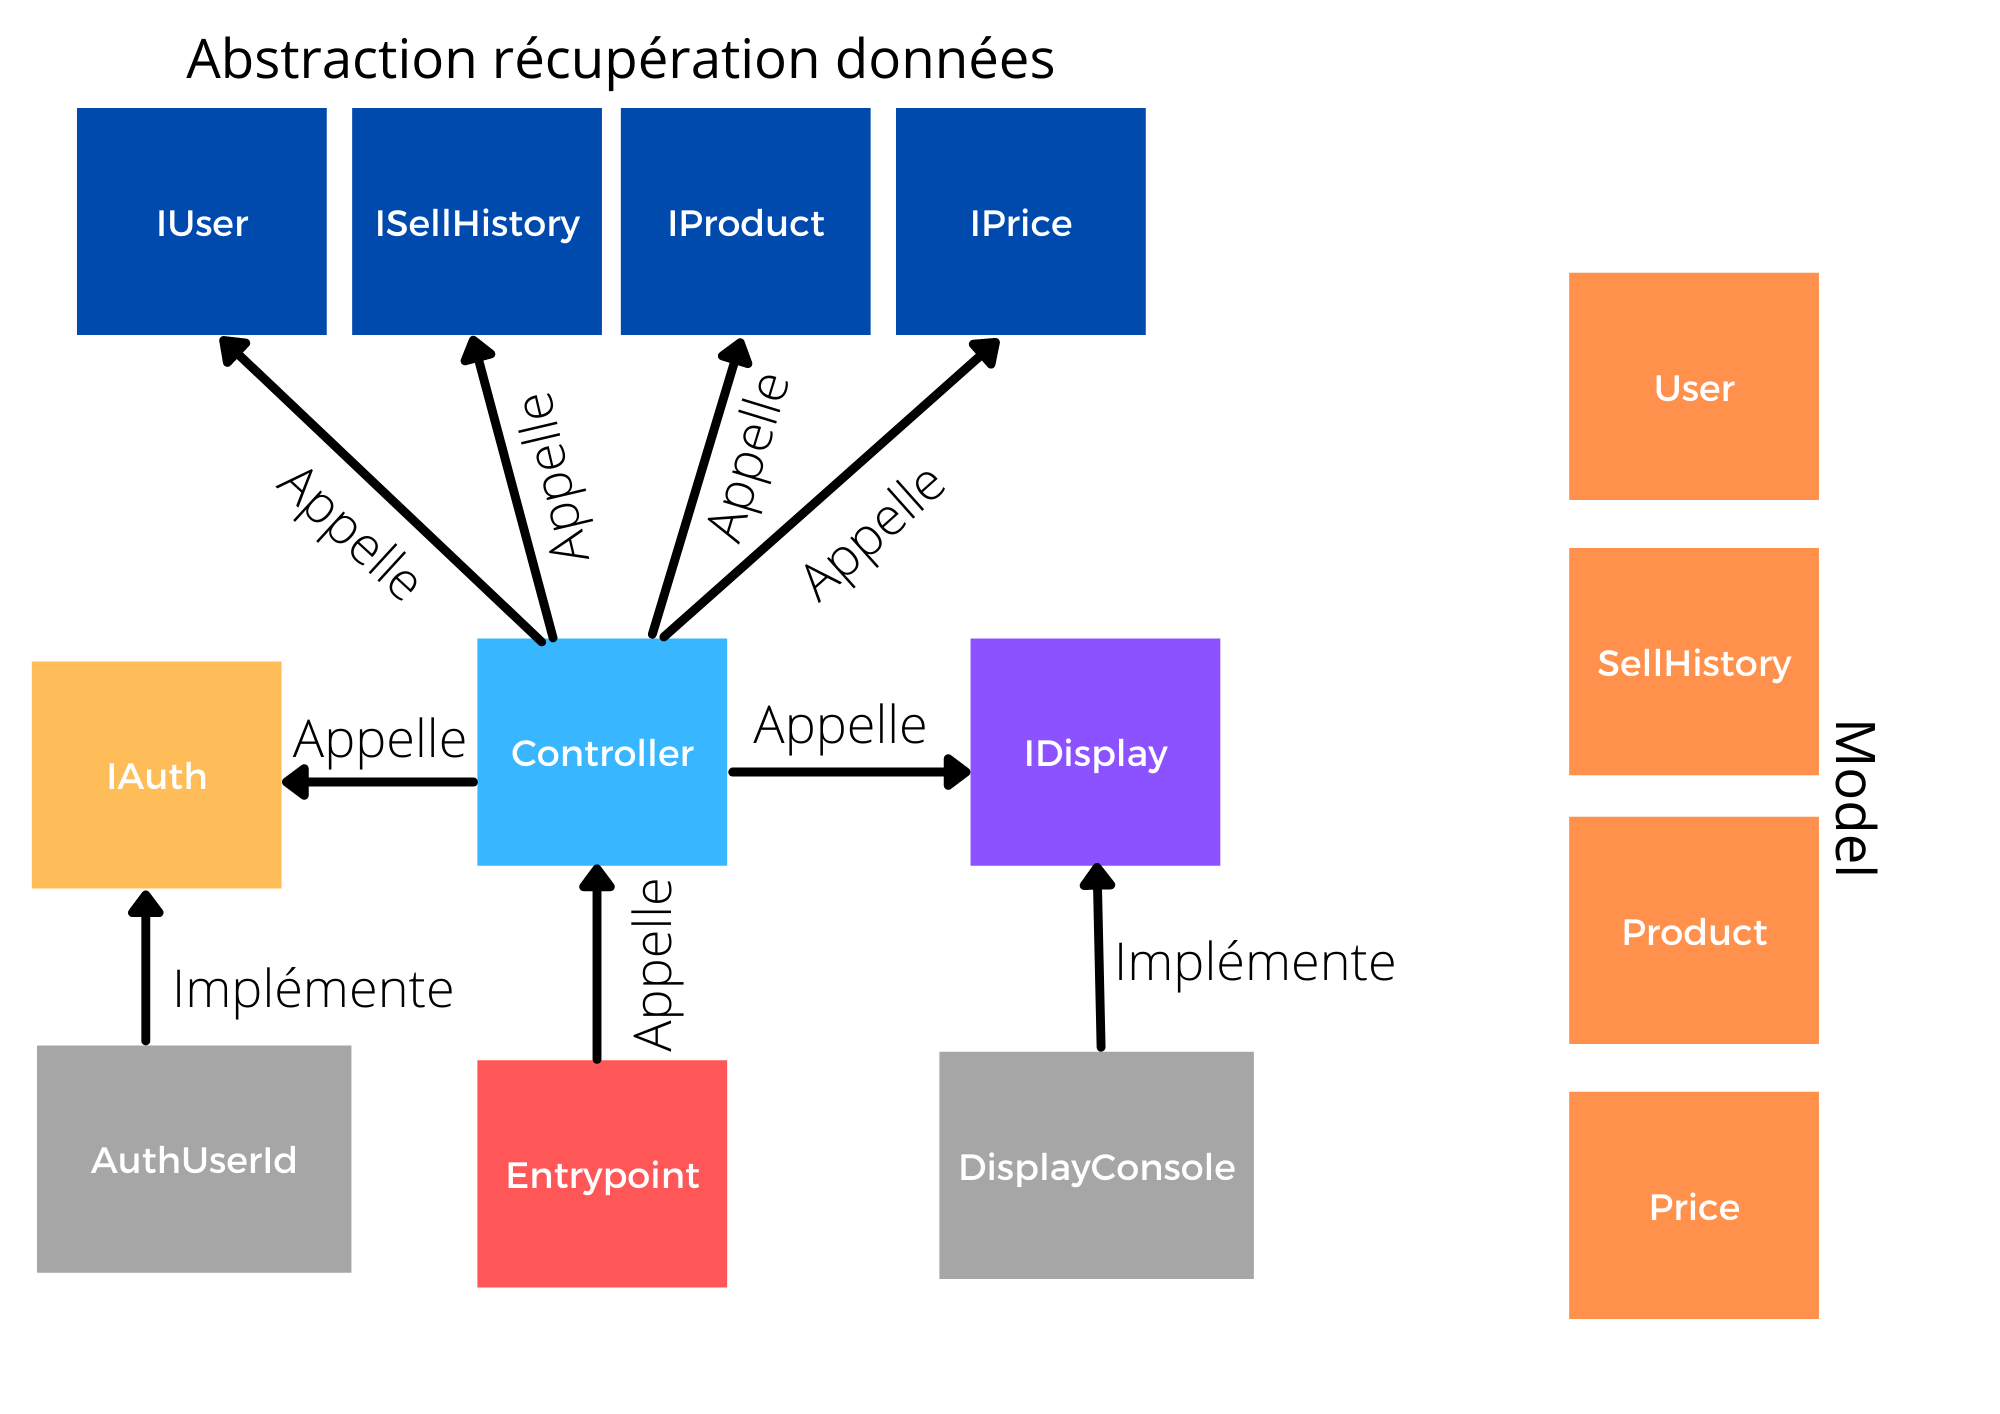 Abstraction récupération données
IUser
ISellHistory
IProduct
IPrice
Appelle
Appelle
Appelle
Appelle
IAuth
Appelle
Controller
Appelle
IDisplay
Implémente
Appelle
Implémente
AuthUserId
Entrypoint
DisplayConsole
User
SellHistory
Product
Price
Model